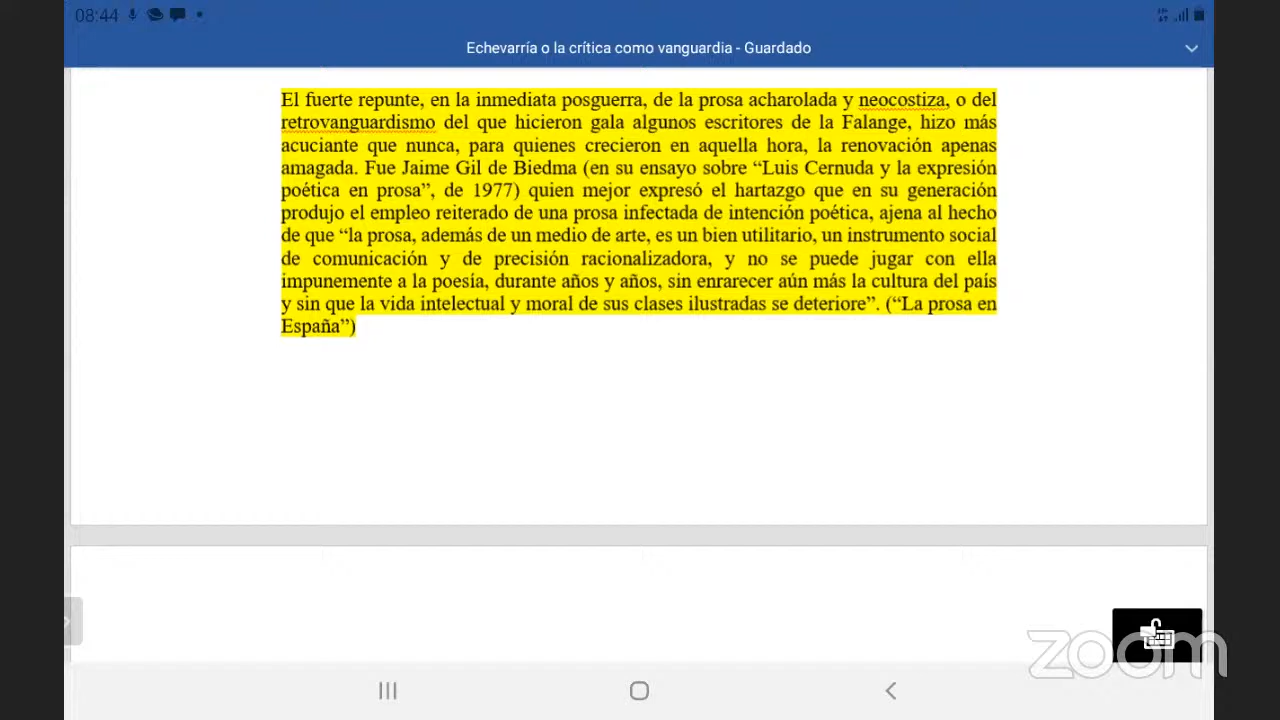 08:44
Echevarría o la crítica como vanguardia - Guardado
El fuerte repunte, en la inmediata posguerra, de la prosa acharolada y neocostiza, o del
retrovanguardismo del que hicieron gala algunos escritores de la Falange, hizo más
acuciante que nunca, para quienes crecieron en aquella hora, la renovación apenas
amagada. Fue Jaime Gil de Biedma (en su ensayo sobre “Luis Cernuda y la expresión
poética en prosa”, de 1977) quien mejor expresó el hartazgo que en su generación
produjo el empleo reiterado de una prosa infectada de intención poética, ajena al hecho
de que “la prosa, además de un medio de arte, es un bien utilitario, un instrumento social
de comunicación y de precisión racionalizadora, y no se puede jugar con ella
impunemente a la poesía, durante años y años, sin enrarecer aún más la cultura del país
y sin que la vida intelectual y moral de sus clases ilustradas se deteriore”. (“La prosa en
España”)
zoom